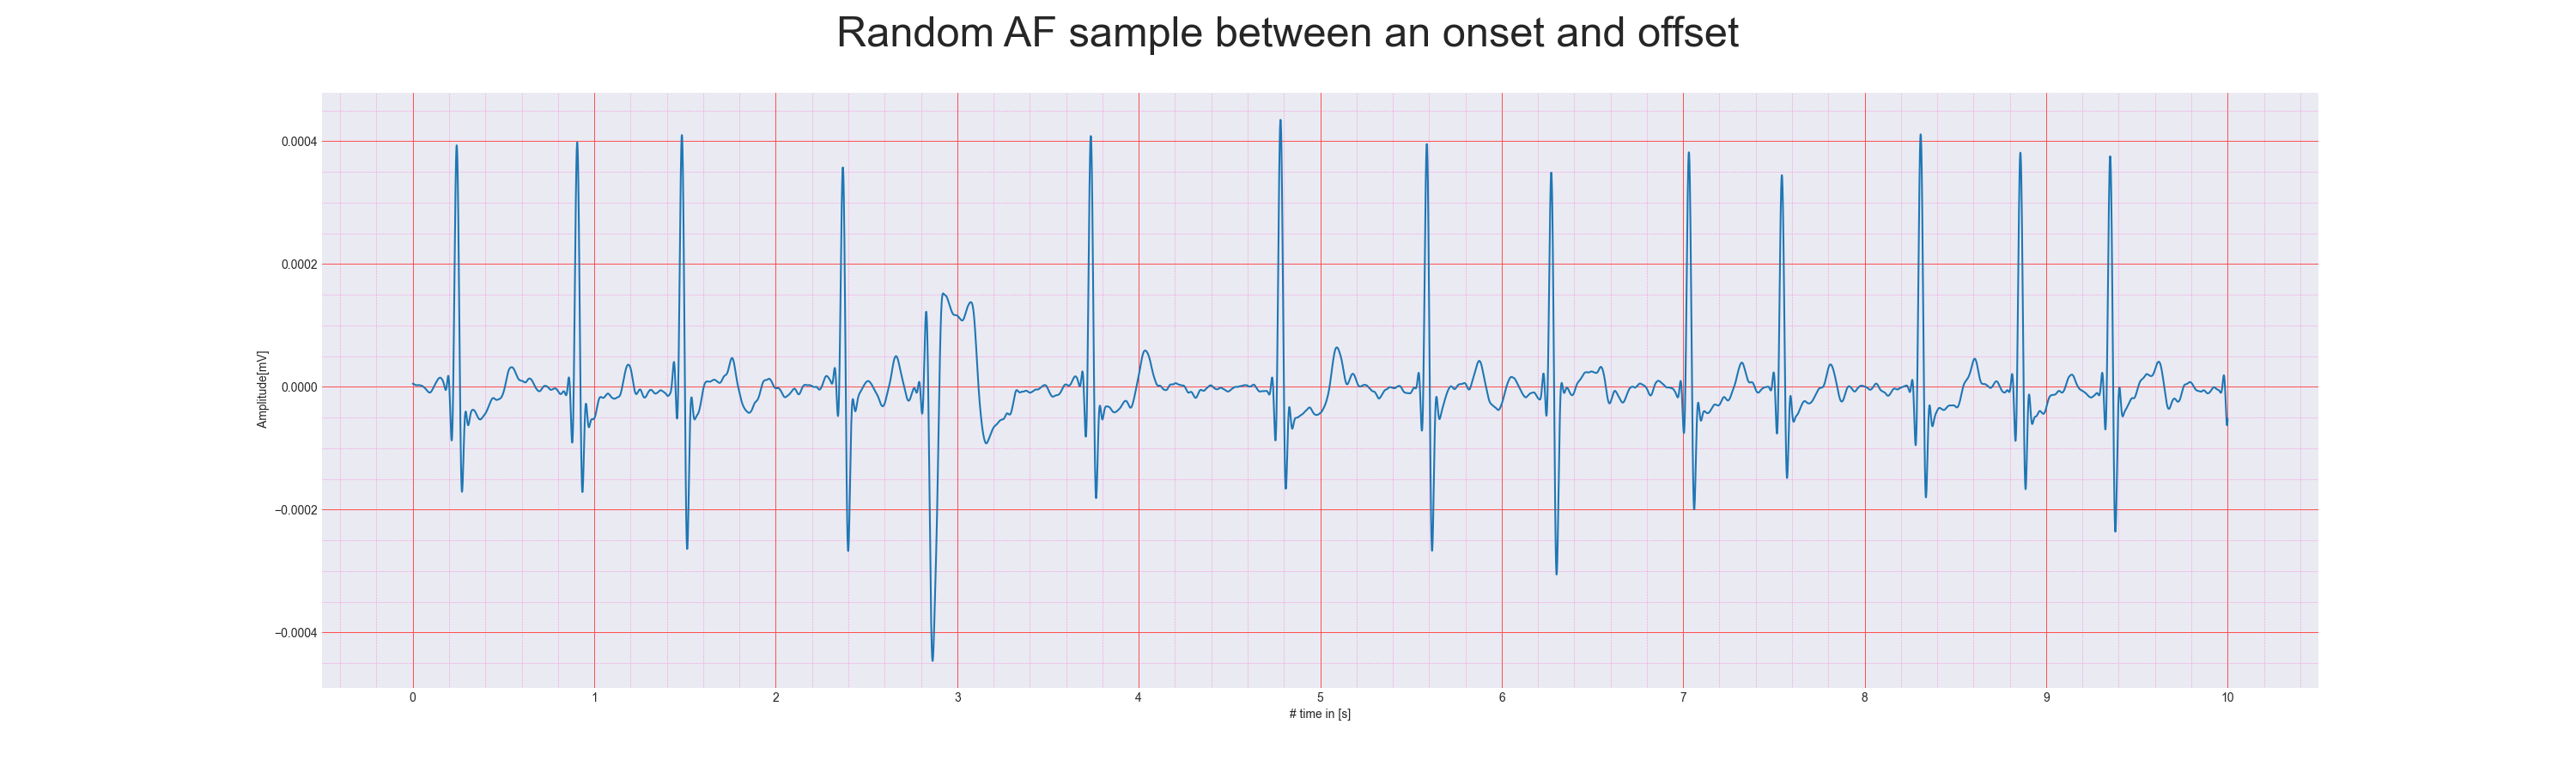 Random AF sample between an onset and offset
0.0004
0.0002
0.0000
−0.0002
−0.0004
Amplitude[mV]
0 1 2 3 4 5 6 7 8 9 10
# time in [s]